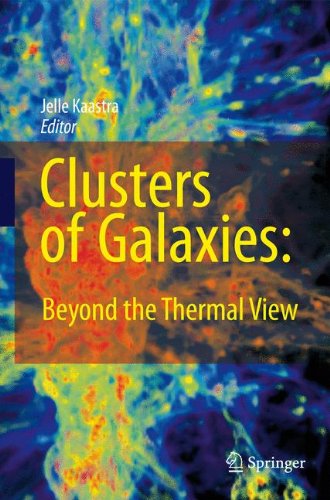 Jelle Kaastra
Editor
Clusters
of Galaxies:
Beyond the Thermal View
Springer